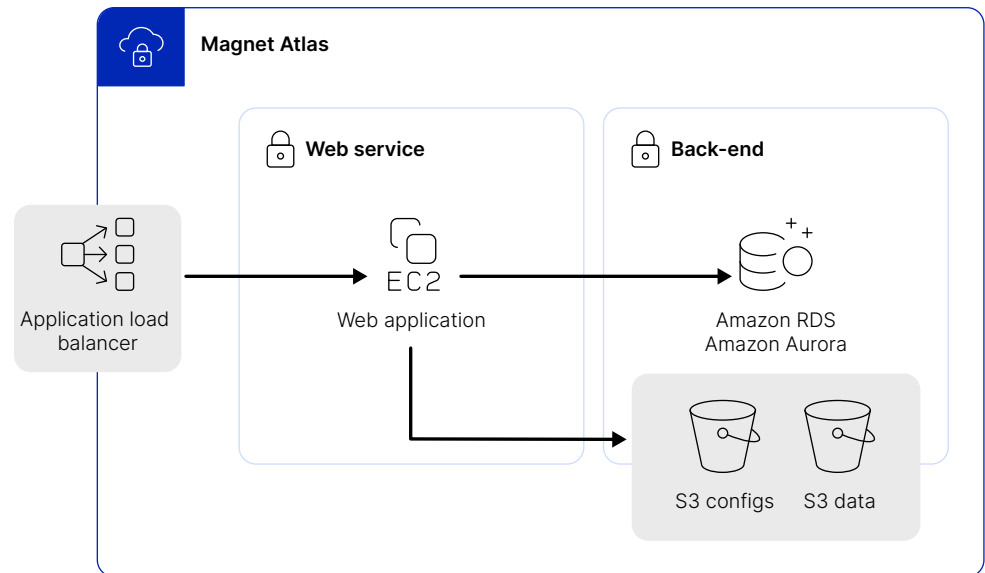 Magnet Atlas
Web service
Back-end
EC2
Application load
balancer
Web application
Amazon RDS
Amazon Aurora
S3 configs
S3 data